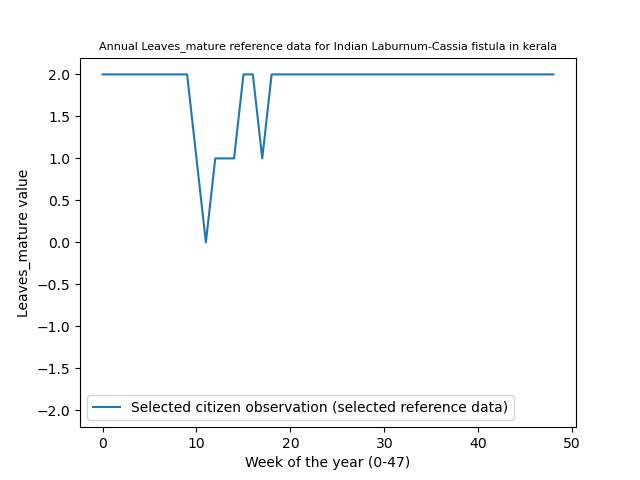 Annual Leaves_mature reference data for Indian Laburnum-Cassia fistula in kerala
2.0
1.5
1.0
0.5
0.0
−0.5
−1.0
−1.5
−2.0
Leaves_mature value
Selected citizen observation (selected reference data)
0 10 20 30 40 50
Week of the year (0-47)